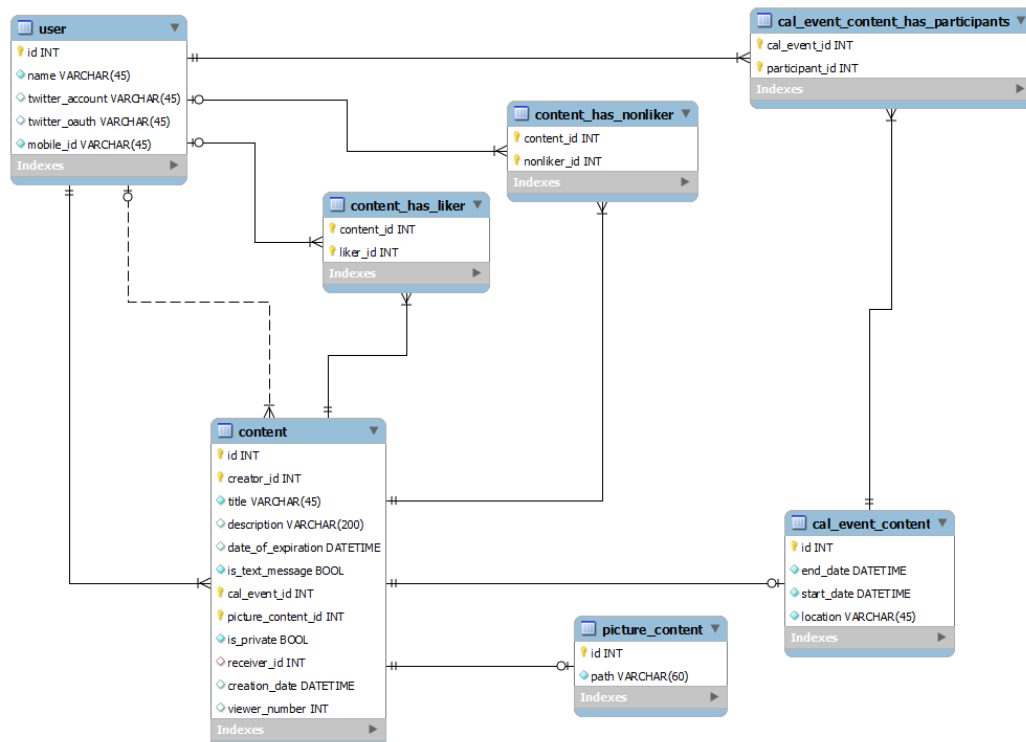 user
id INT
name VARCHAR(45)
twitter_account VARCHAR(45)
twitter_oauth VARCHAR(45)
mobile_id VARCHAR(45)
Indexes
cal_event_content_has_participants
cal_event_id INT
participant_id INT
Indexes
content_has_nonliker
content_id INT
nonliker_id INT
Indexes
content_has_liker
content_id INT
liker_id INT
Indexes
content
id INT
creator_id INT
title VARCHAR(45)
description VARCHAR(200)
date_of_expiration DATETIME
is_text_message BOOL
cal_event_id INT
picture_content_id INT
is_private BOOL
receiver_id INT
creation_date DATETIME
viewer_number INT
Indexes
cal_event_content
id INT
end_date DATETIME
start_date DATETIME
location VARCHAR(45)
Indexes
picture_content
id INT
path VARCHAR(60)
Indexes